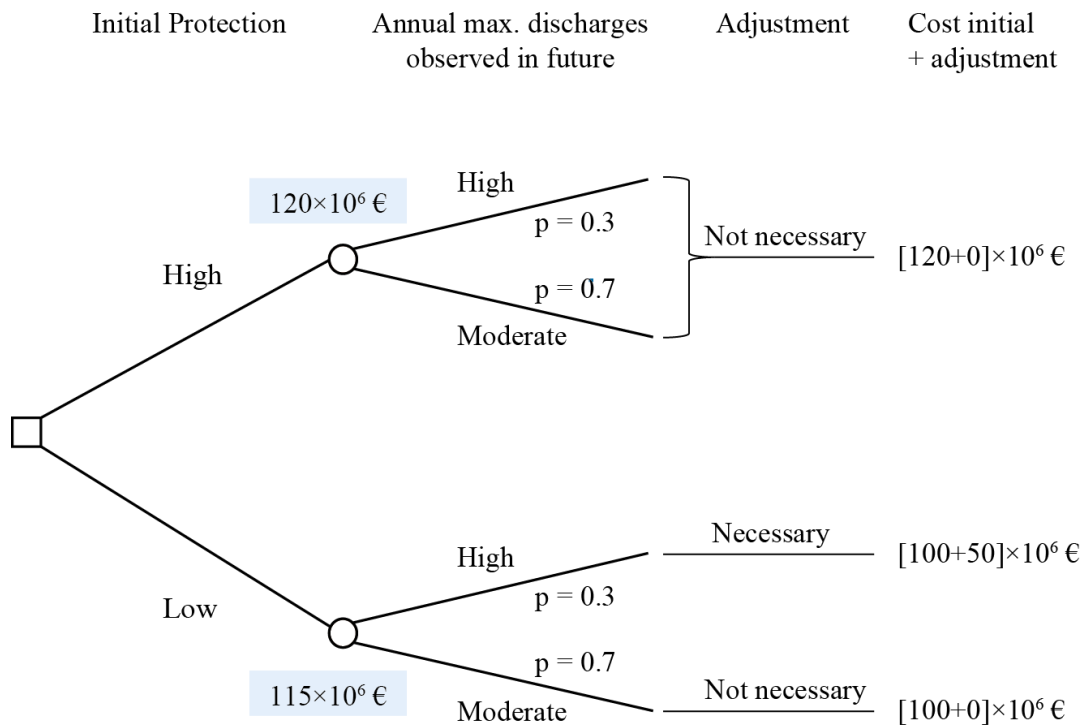 Initial Protection
Annual max. discharges
observed in future
Adjustment
Cost initial
+ adjustment
High
120×10⁶ €
High
p = 0.3
p = 0.7
Moderate
Not necessary
[120+0]×10⁶ €
Low
115×10⁶ €
High
p = 0.3
p = 0.7
Moderate
Necessary
[100+50]×10⁶ €
Not necessary
[100+0]×10⁶ €